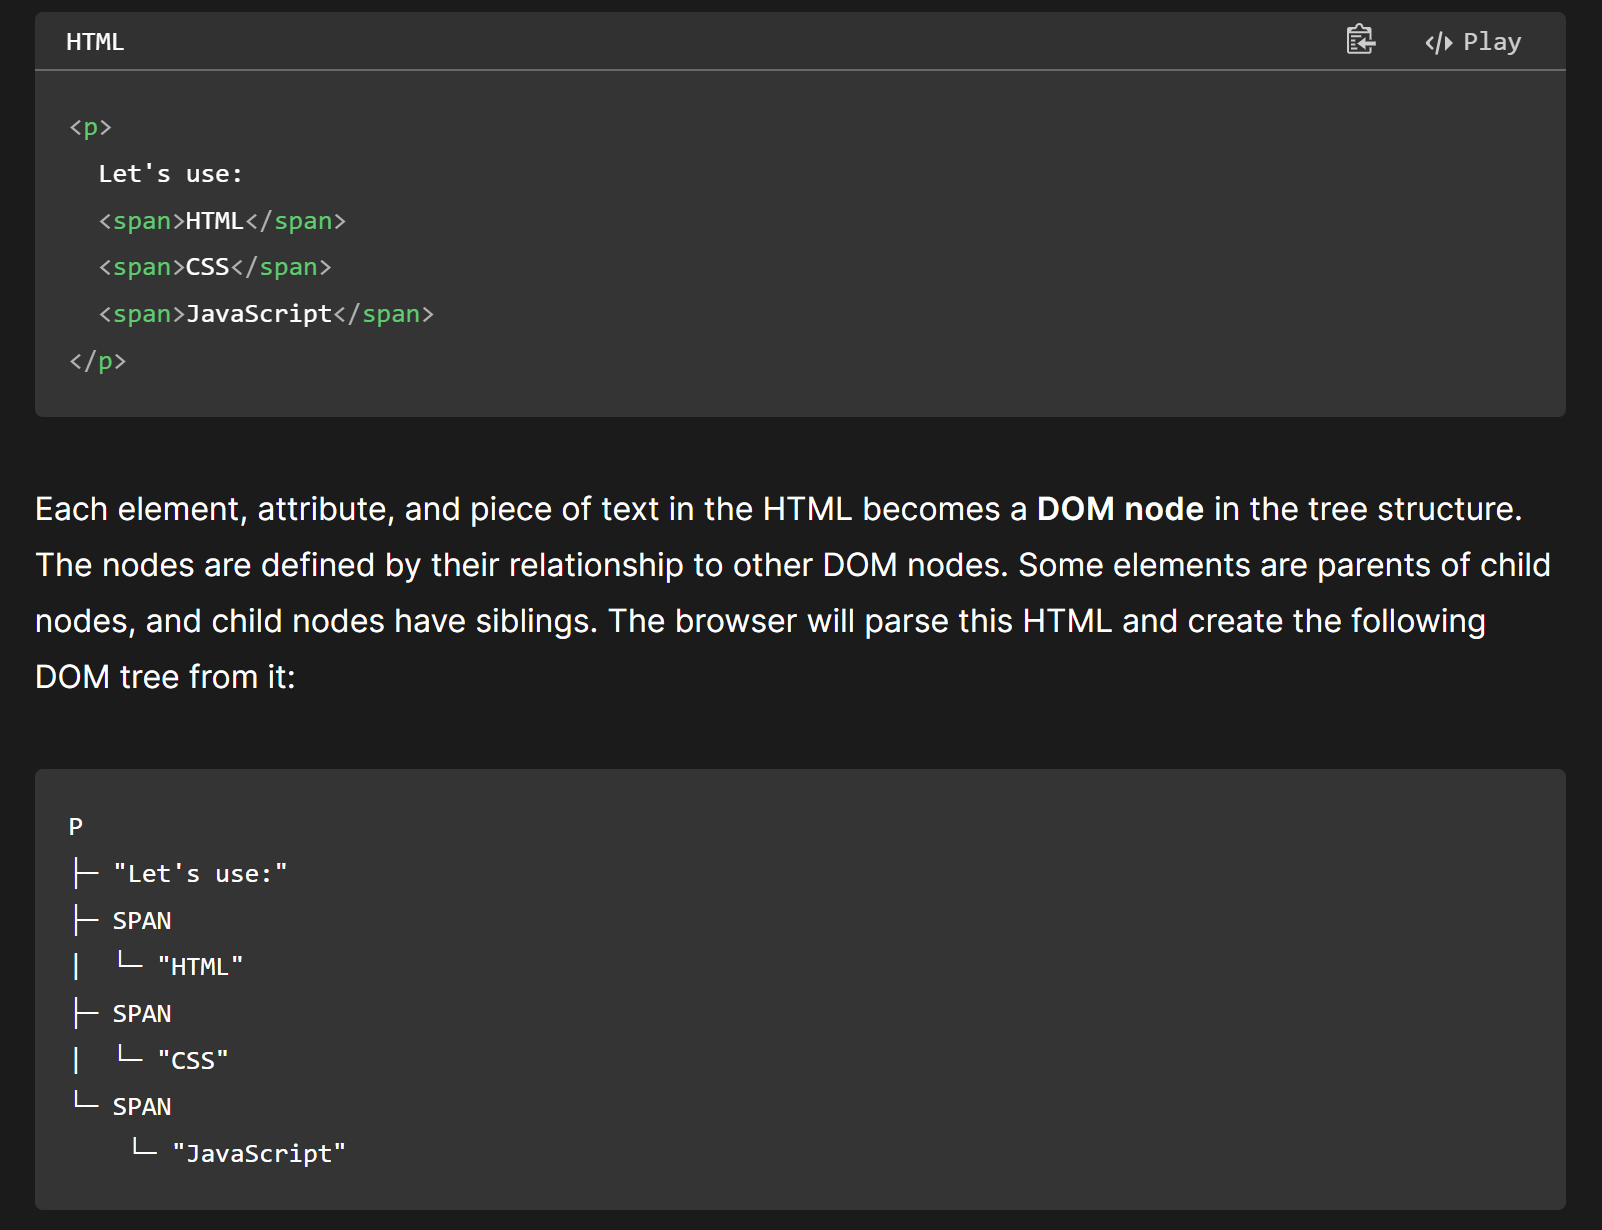 HTML
</> Play
<p>
  Let's use:
  <span>HTML</span>
  <span>CSS</span>
  <span>JavaScript</span>
</p>
Each element, attribute, and piece of text in the HTML becomes a DOM node in the tree structure.
The nodes are defined by their relationship to other DOM nodes. Some elements are parents of child
nodes, and child nodes have siblings. The browser will parse this HTML and create the following
DOM tree from it:
P
├─ "Let's use:"
├─ SPAN
|  └─ "HTML"
├─ SPAN
|  └─ "CSS"
└─ SPAN
    └─ "JavaScript"